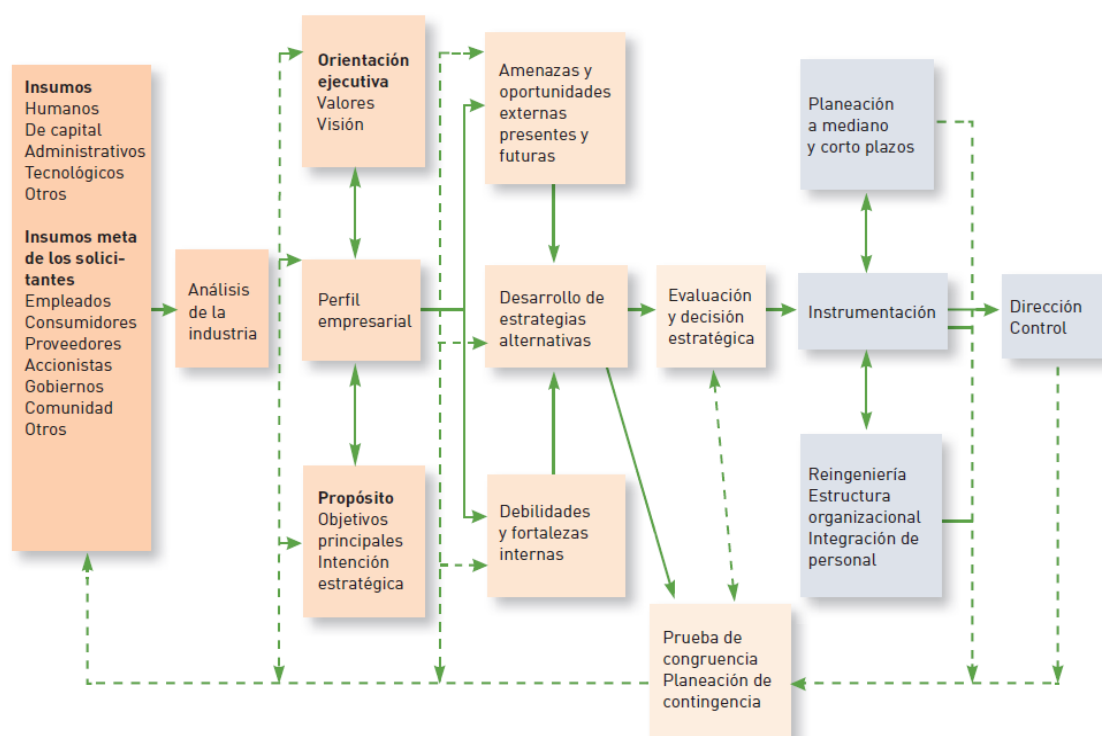 Insumos
Humanos
De capital
Administrativos
Tecnológicos
Otros
Insumos meta
de los solici-
tantes
Empleados
Consumidores
Proveedores
Accionistas
Gobiernos
Comunidad
Otros
Análisis
de la
industria
Orientación
ejecutiva
Valores
Visión
Perfil
empresarial
Propósito
Objetivos
principales
Intención
estratégica
Amenazas y
oportunidades
externas
presentes y
futuras
Desarrollo de
estrategias
alternativas
Debilidades
y fortalezas
internas
Evaluación
y decisión
estratégica
Prueba de
congruencia
Planeación de
contingencia
Planeación
a mediano
y corto plazos
Instrumentación
Reingeniería
Estructura
organizacional
Integración de
personal
Dirección
Control